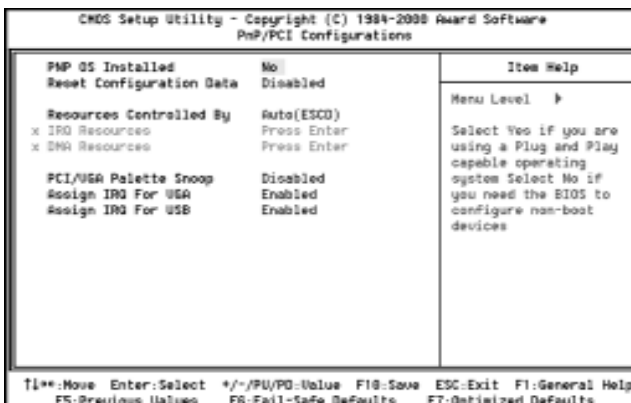 CMOS Setup Utility - Copyright (C) 1984-2000 Award Software
PnP/PCI Configurations
PNP OS Installed No
Reset Configuration Data Disabled
Resources Controlled By Auto(ESCD)
x IRQ Resources Press Enter
x DMA Resources Press Enter
PCI/VGA Palette Snoop Disabled
Assign IRQ For VGA Enabled
Assign IRQ For USB Enabled
Item Help
Menu Level ▶
Select Yes if you are
using a Plug and Play
capable operating
system Select No if
you need the BIOS to
configure non-boot
devices
↑↓←→:Move Enter:Select +/-/PU/PD:Value F10:Save ESC:Exit F1:General Help
F5:Previous Values F6:Fail-Safe Defaults F7:Optimized Defaults